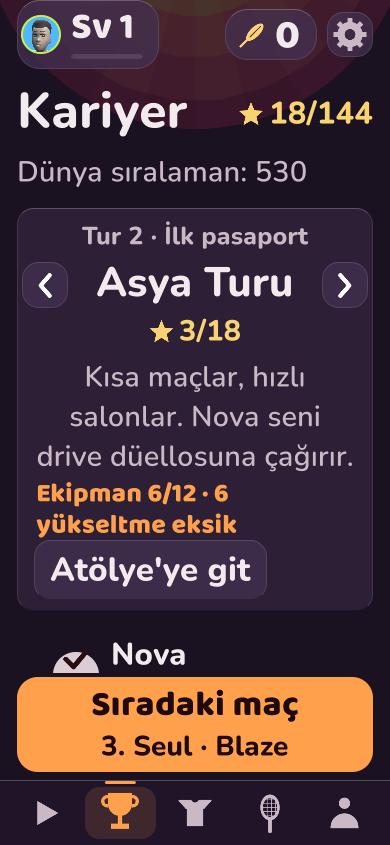 Sv 1
0
Kariyer
18/144
Dünya sıralaman: 530
Tur 2 · İlk pasaport
Asya Turu
3/18
Kısa maçlar, hızlı
salonlar. Nova seni
drive düellosuna çağırır.
Ekipman 6/12 · 6
yükseltme eksik
Atölye'ye git
Nova
Sıradaki maç
3. Seul · Blaze